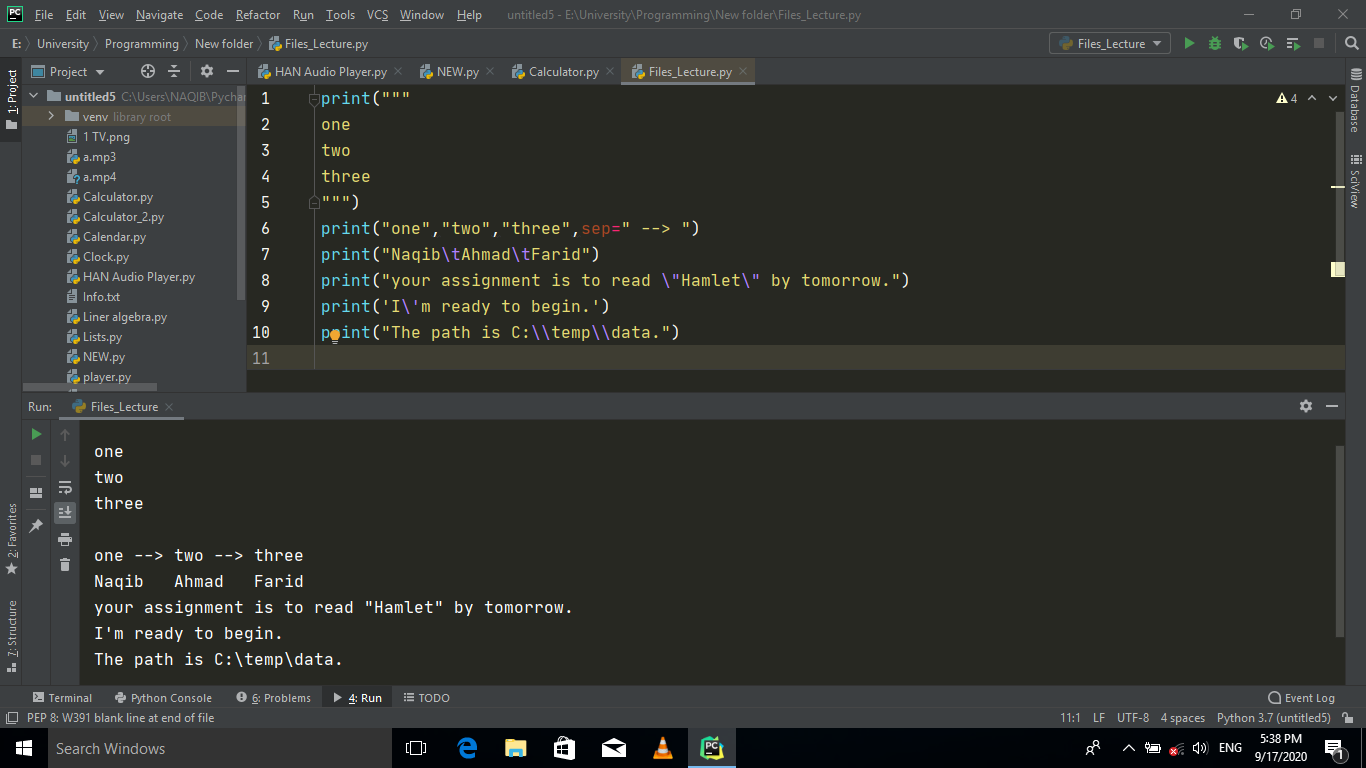 PC File Edit View Navigate Code Refactor Run Tools VCS Window Help untitled5 - E:\University\Programming\New folder\Files_Lecture.py
E: University Programming New folder Files_Lecture.py Files_Lecture
1: Project
Project
untitled5 C:\Users\NAQIB\Pychar
venv library root
1 TV.png
a.mp3
a.mp4
Calculator.py
Calculator_2.py
Calendar.py
Clock.py
HAN Audio Player.py
Info.txt
Liner algebra.py
Lists.py
NEW.py
player.py
HAN Audio Player.py NEW.py Calculator.py Files_Lecture.py
4
1 print("""
2 one
3 two
4 three
5 """)
6 print("one","two","three",sep=" --> ")
7 print("Naqib\tAhmad\tFarid")
8 print("your assignment is to read \"Hamlet\" by tomorrow.")
9 print('I\'m ready to begin.')
10 print("The path is C:\\temp\\data.")
11
Database
SciView
Run: Files_Lecture
one
two
three
one --> two --> three
Naqib Ahmad Farid
your assignment is to read "Hamlet" by tomorrow.
I'm ready to begin.
The path is C:\temp\data.
2: Favorites
7: Structure
Terminal Python Console 6: Problems 4: Run TODO Event Log
PEP 8: W391 blank line at end of file 11:1 LF UTF-8 4 spaces Python 3.7 (untitled5)
Search Windows PC ENG 5:38 PM
9/17/2020 1